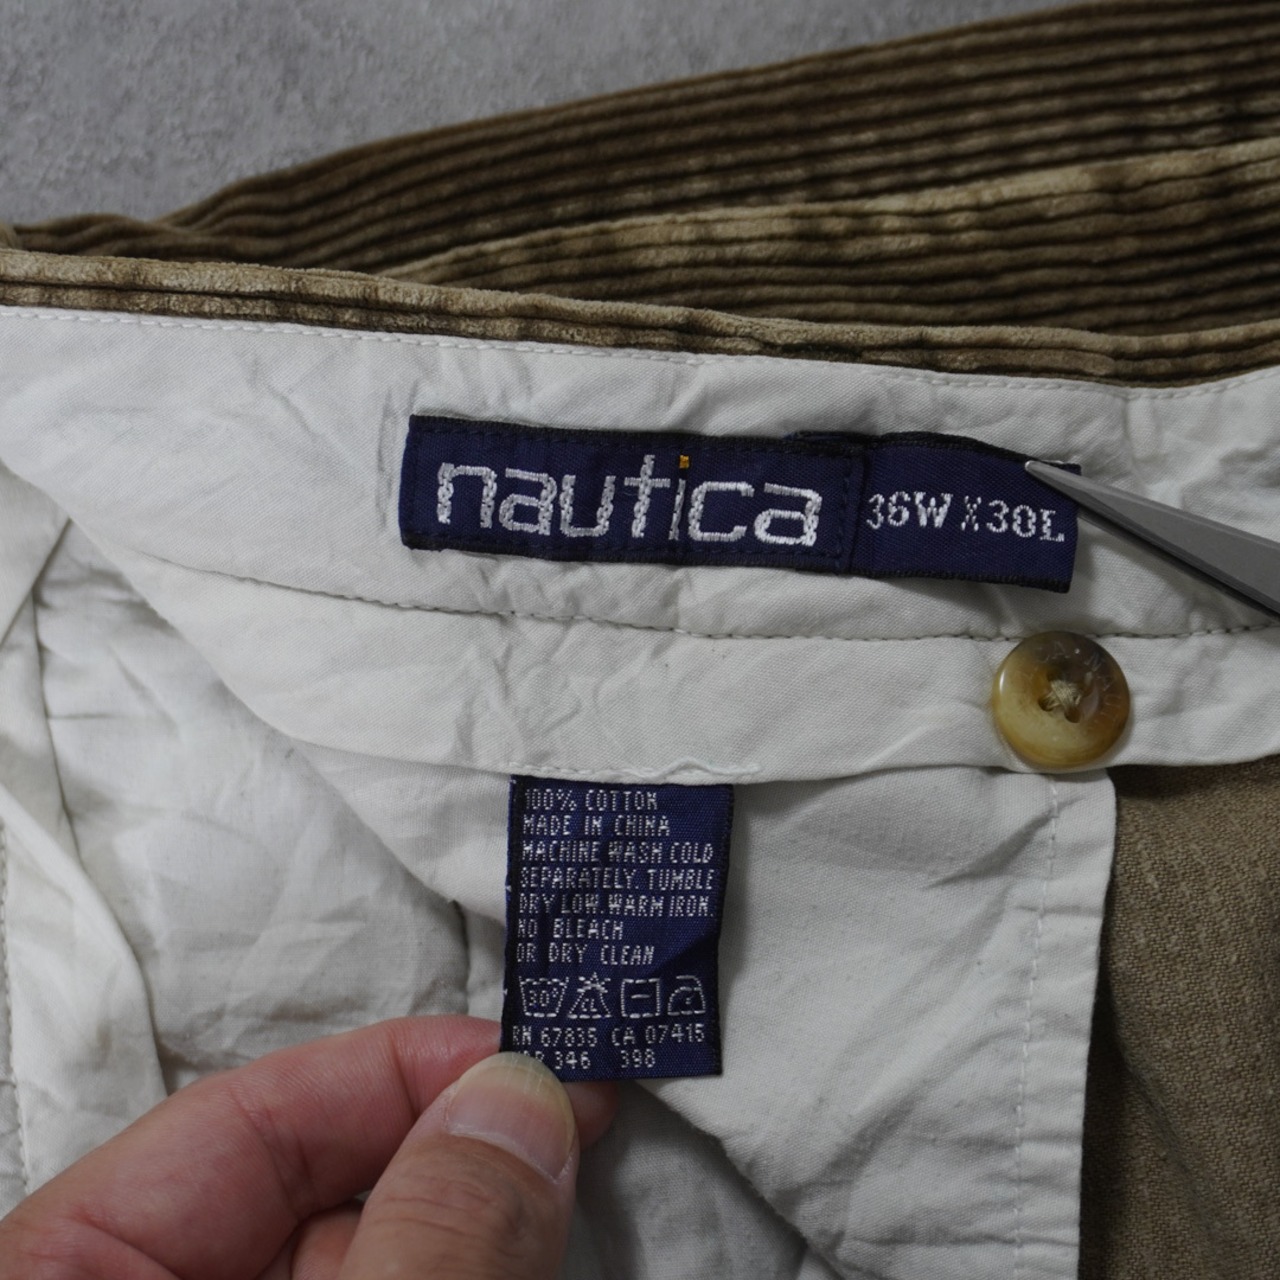 nautica
36W X 30L
100% COTTON
MADE IN CHINA
MACHINE WASH COLD
SEPARATELY. TUMBLE
DRY LOW. WARM IRON.
NO BLEACH
OR DRY CLEAN
30° CL
RN 67835 CA 07415
346 398